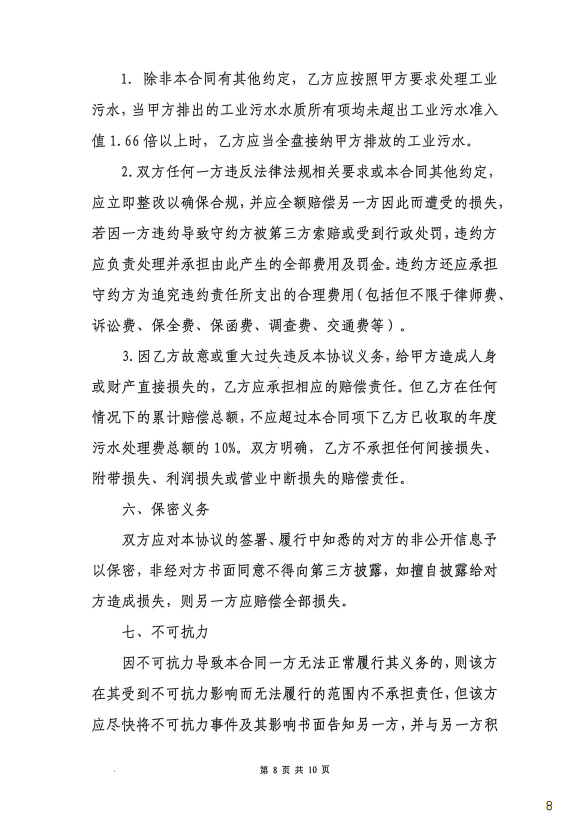 1. 除非本合同有其他约定，乙方应按照甲方要求处理工业
污水，当甲方排出的工业污水水质所有项均未超出工业污水准入
值 1.66 倍以上时，乙方应当全盘接纳甲方排放的工业污水。
2.双方任何一方违反法律法规相关要求或本合同其他约定，
应立即整改以确保合规，并应全额赔偿另一方因此而遭受的损失，
若因一方违约导致守约方被第三方索赔或受到行政处罚，违约方
应负责处理并承担由此产生的全部费用及罚金。违约方还应承担
守约方为追究违约责任所支出的合理费用（包括但不限于律师费、
诉讼费、保全费、保函费、调查费、交通费等）。
3.因乙方故意或重大过失违反本协议义务，给甲方造成人身
或财产直接损失的，乙方应承担相应的赔偿责任。但乙方在任何
情况下的累计赔偿总额，不应超过本合同项下乙方已收取的年度
污水处理费总额的 10%。双方明确，乙方不承担任何间接损失、
附带损失、利润损失或营业中断损失的赔偿责任。
六、保密义务
双方应对本协议的签署、履行中知悉的对方的非公开信息予
以保密，非经对方书面同意不得向第三方披露，如擅自披露给对
方造成损失，则另一方应赔偿全部损失。
七、不可抗力
因不可抗力导致本合同一方无法正常履行其义务的，则该方
在其受到不可抗力影响而无法履行的范围内不承担责任，但该方
应尽快将不可抗力事件及其影响书面告知另一方，并与另一方积
第 8 页 共 10 页
8